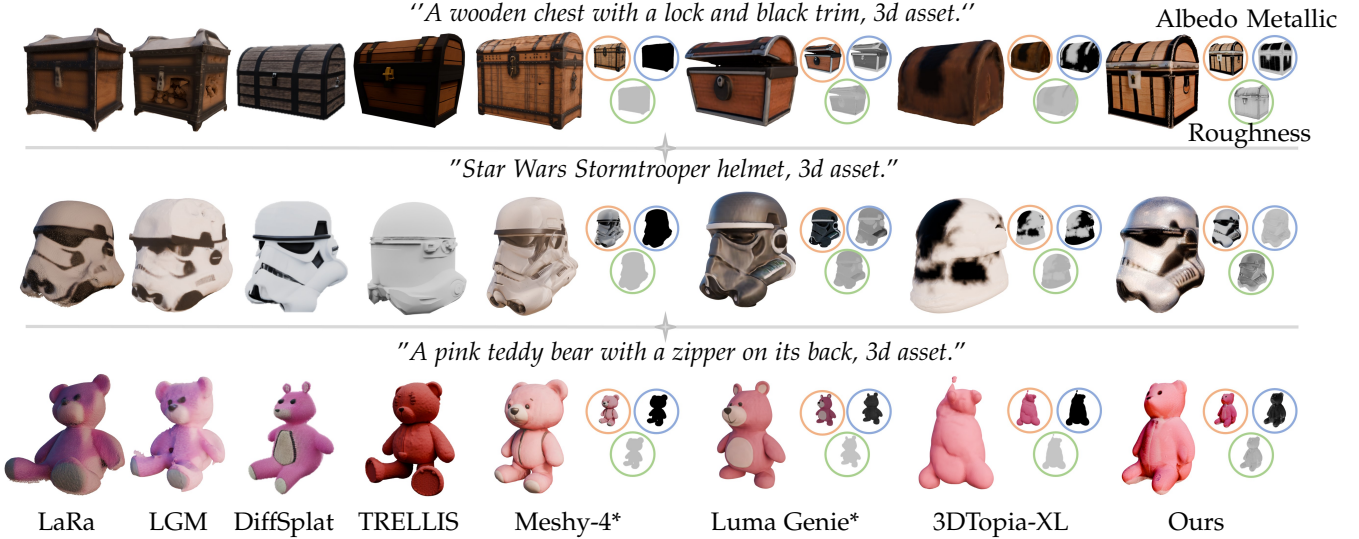 ‘‘A wooden chest with a lock and black trim, 3d asset.‘‘
Albedo Metallic
Roughness
”Star Wars Stormtrooper helmet, 3d asset.”
”A pink teddy bear with a zipper on its back, 3d asset.”
LaRa LGM DiffSplat TRELLIS Meshy-4* Luma Genie* 3DTopia-XL Ours